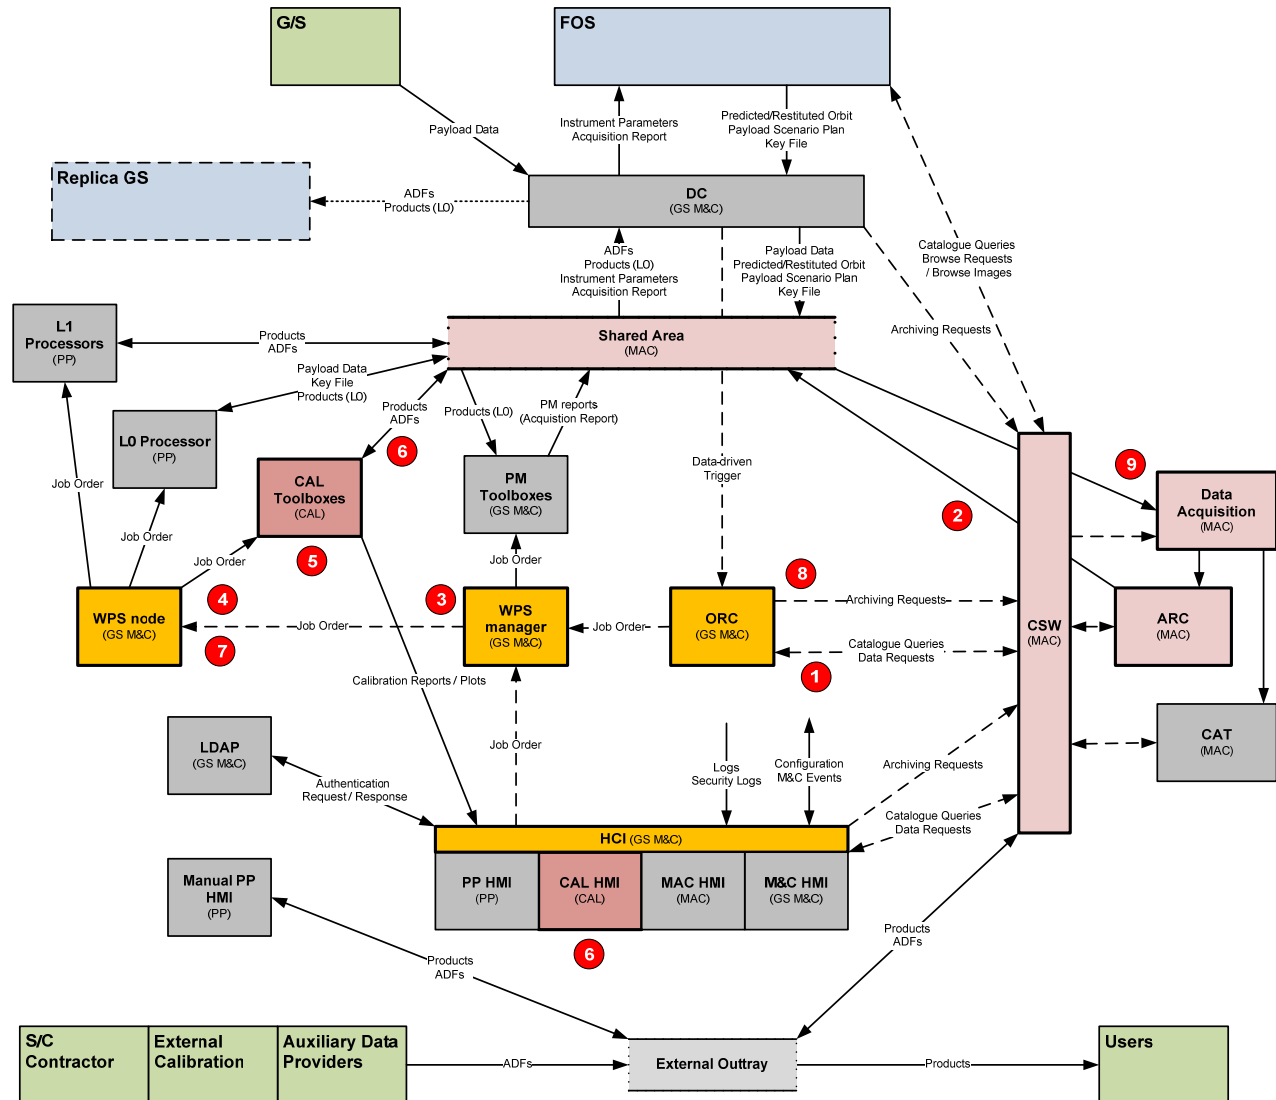 G/S
FOS
Payload Data
Instrument Parameters
Acquisition Report
Predicted/Restituted Orbit
Payload Scenario Plan
Key File
Replica GS
ADFs
Products (L0)
DC
(GS M&C)
Catalogue Queries
Browse Requests
/ Browse Images
ADFs
Products (L0)
Instrument Parameters
Acquisition Report
Payload Data
Predicted/Restituted Orbit
Payload Scenario Plan
Key File
Archiving Requests
L1
Processors
(PP)
Products
ADFs
Shared Area
(MAC)
Payload Data
Key File
Products (L0)
Products
ADFs
Products (L0)
PM reports
(Acquistion Report)
L0 Processor
(PP)
6
Data-driven
Trigger
9
Job Order
CAL
Toolboxes
(CAL)
PM
Toolboxes
(GS M&C)
2
Data
Acquisition
(MAC)
Job Order
Job Order
5
Job Order
8
WPS node
(GS M&C)
4
7
Job Order
3
WPS
manager
(GS M&C)
Job Order
ORC
(GS M&C)
Archiving Requests
Catalogue Queries
Data Requests
1
CSW
(MAC)
ARC
(MAC)
Calibration Reports / Plots
LDAP
(GS M&C)
Authentication
Request / Response
Job Order
Logs
Security Logs
Configuration
M&C Events
Archiving Requests
CAT
(MAC)
Catalogue Queries
Data Requests
HCI (GS M&C)
PP HMI
(PP)
CAL HMI
(CAL)
MAC HMI
(MAC)
M&C HMI
(GS M&C)
Manual PP
HMI
(PP)
6
Products
ADFs
Products
ADFs
S/C
Contractor
External
Calibration
Auxiliary Data
Providers
ADFs
External Outtray
Products
Users